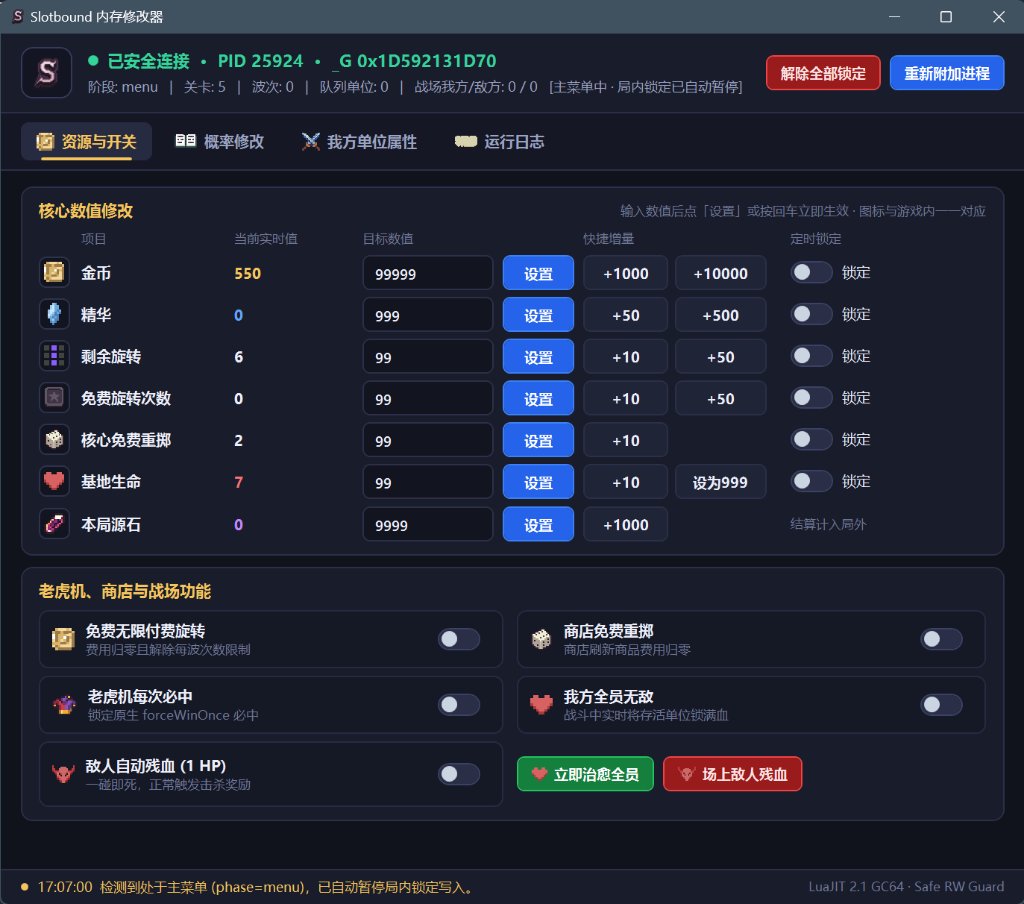 Slotbound 内存修改器
已安全连接 • PID 25924 • _G 0x1D592131D70
阶段: menu | 关卡: 5 | 波次: 0 | 队列单位: 0 | 战场我方/敌方: 0 / 0 [主菜单中 · 局内锁定已自动暂停]
解除全部锁定
重新附加进程
资源与开关 概率修改 我方单位属性 运行日志
核心数值修改
输入数值后点「设置」或按回车立即生效 · 图标与游戏内一一对应
项目 当前实时值 目标数值 快捷增量 定时锁定
金币 550 99999 设置 +1000 +10000 锁定
精华 0 999 设置 +50 +500 锁定
剩余旋转 6 99 设置 +10 +50 锁定
免费旋转次数 0 99 设置 +10 +50 锁定
核心免费重掷 2 99 设置 +10 锁定
基地生命 7 99 设置 +10 设为999 锁定
本局源石 0 9999 设置 +1000 结算计入局外
老虎机、商店与战场功能
免费无限付费旋转
费用归零且解除每波次数限制
商店免费重掷
商店刷新商品费用归零
老虎机每次必中
锁定原生 forceWinOnce 必中
我方全员无敌
战斗中实时将存活单位锁满血
敌人自动残血 (1 HP)
一碰即死，正常触发击杀奖励
立即治愈全员
场上敌人残血
17:07:00 检测到处于主菜单 (phase=menu)，已自动暂停局内锁定写入。
LuaJIT 2.1 GC64 · Safe RW Guard